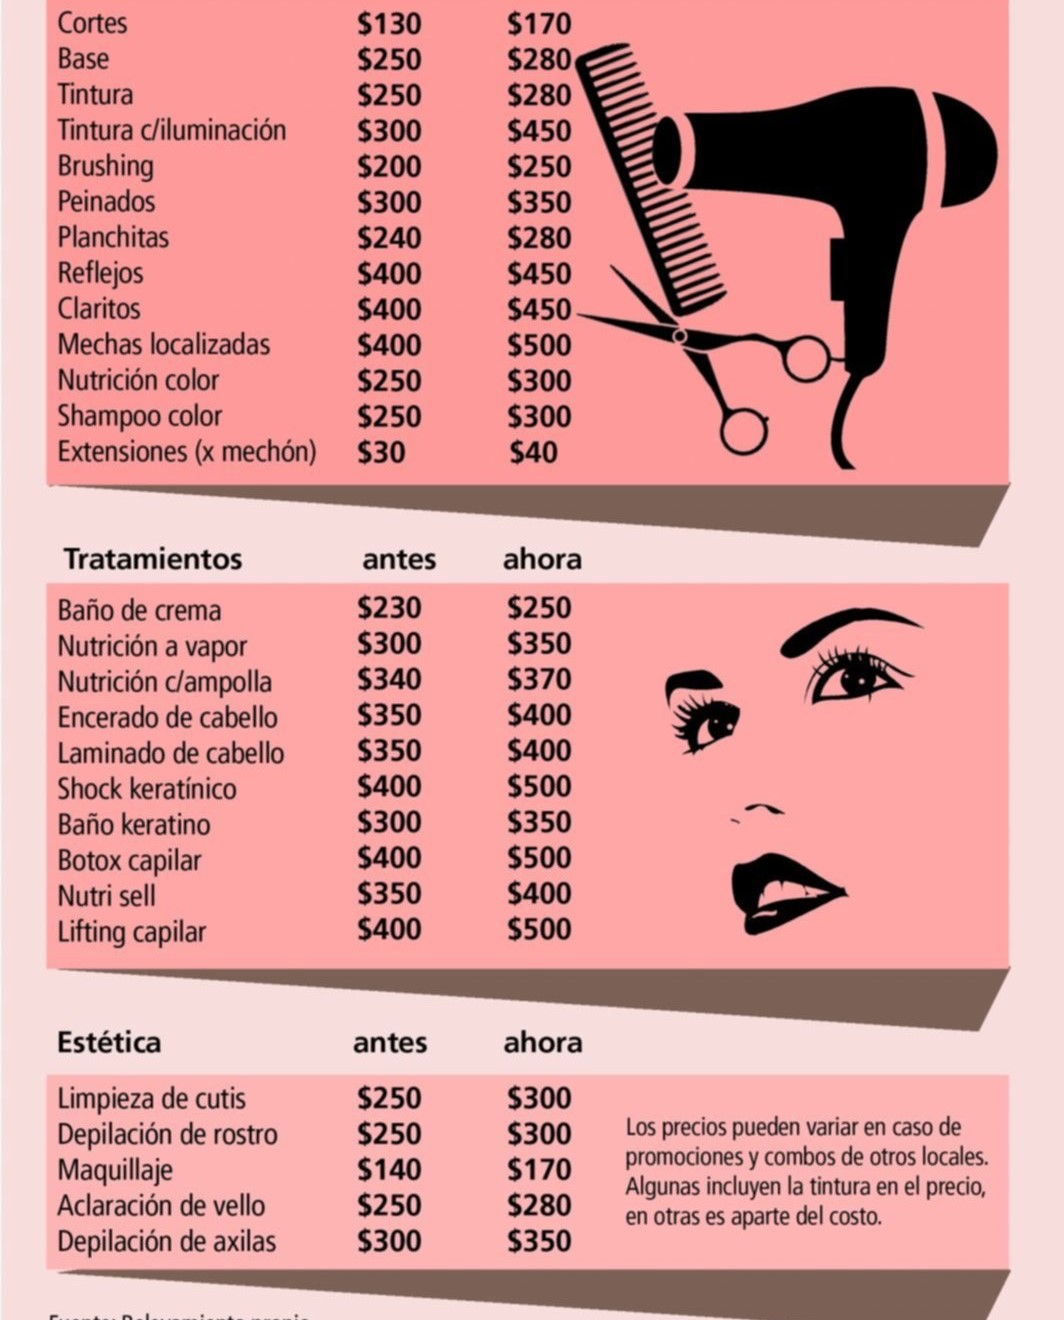 Cortes $130 $170
Base $250 $280
Tintura $250 $280
Tintura c/iluminación $300 $450
Brushing $200 $250
Peinados $300 $350
Planchitas $240 $280
Reflejos $400 $450
Claritos $400 $450
Mechas localizadas $400 $500
Nutrición color $250 $300
Shampoo color $250 $300
Extensiones (x mechón) $30 $40
Tratamientos antes ahora
Baño de crema $230 $250
Nutrición a vapor $300 $350
Nutrición c/ampolla $340 $370
Encerado de cabello $350 $400
Laminado de cabello $350 $400
Shock keratínico $400 $500
Baño keratino $300 $350
Botox capilar $400 $500
Nutri sell $350 $400
Lifting capilar $400 $500
Estética antes ahora
Limpieza de cutis $250 $300
Depilación de rostro $250 $300
Maquillaje $140 $170
Aclaración de vello $250 $280
Depilación de axilas $300 $350
Los precios pueden variar en caso de
promociones y combos de otros locales.
Algunas incluyen la tintura en el precio,
en otras es aparte del costo.
Fuente: Relevamiento propio